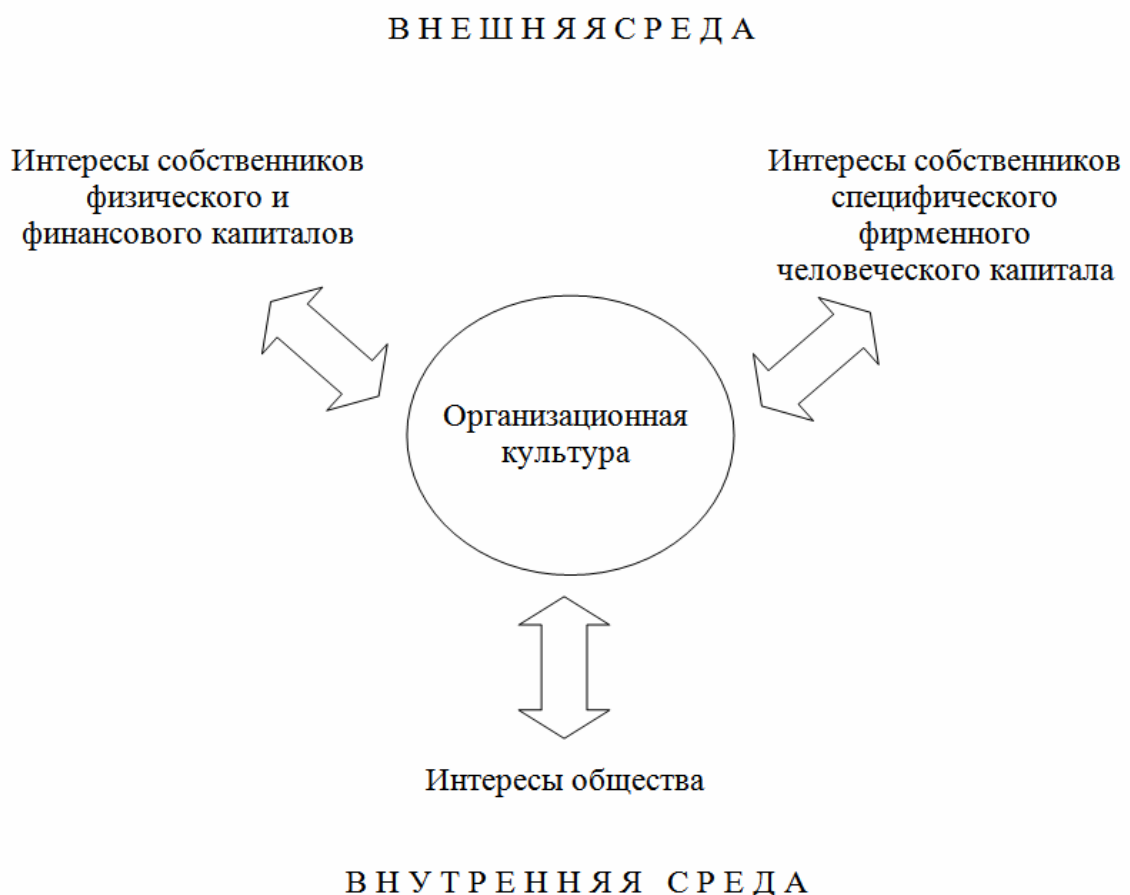 В Н Е Ш Н Я Я С Р Е Д А
Интересы собственников
физического и
финансового капиталов
Интересы собственников
специфического
фирменного
человеческого капитала
Организационная
культура
Интересы общества
В Н У Т Р Е Н Н Я Я   С Р Е Д А